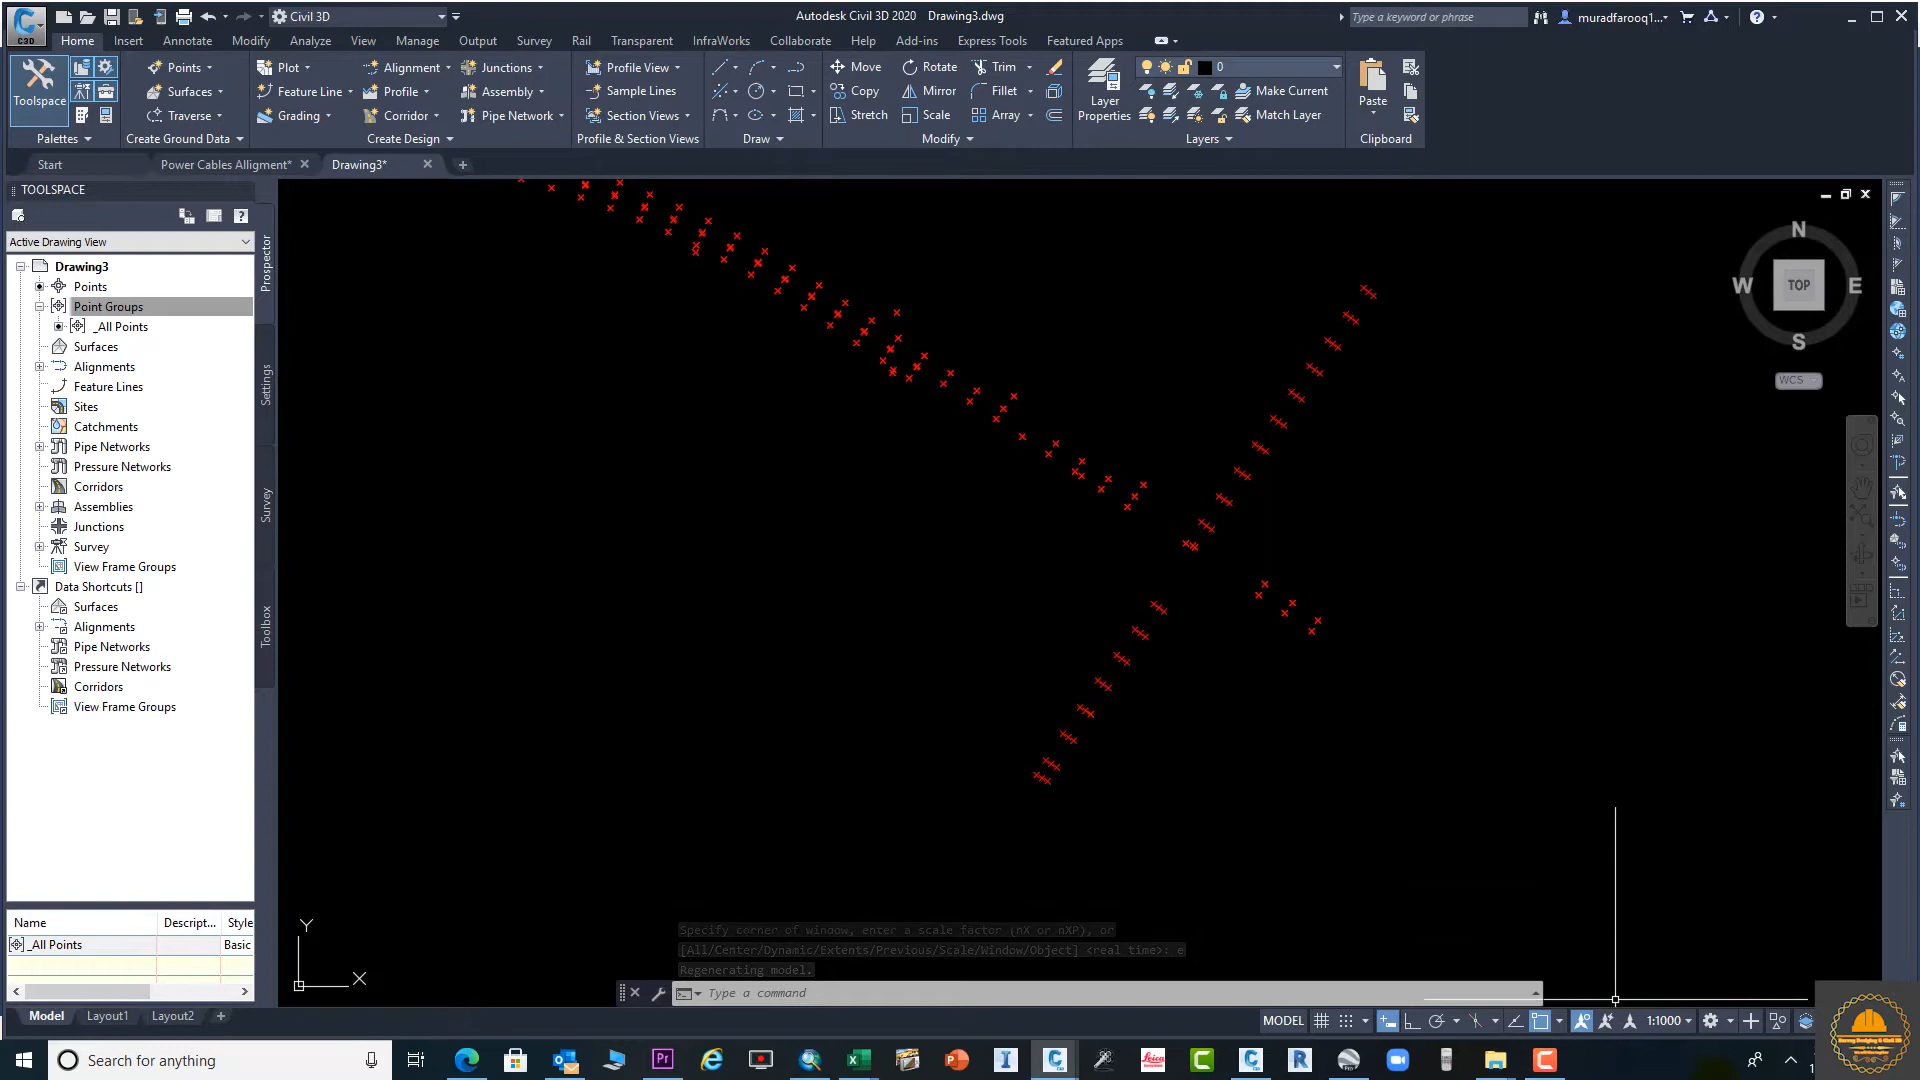 Civil 3D
Autodesk Civil 3D 2020 Drawing3.dwg
Type a keyword or phrase
muradfarooq1...
C3D
Home Insert Annotate Modify Analyze View Manage Output Survey Rail Transparent InfraWorks Collaborate Help Add-ins Express Tools Featured Apps
Toolspace
Points
Surfaces
Traverse
Plot
Feature Line
Grading
Alignment
Profile
Corridor
Junctions
Assembly
Pipe Network
Profile View
Sample Lines
Section Views
Move Rotate Trim
Copy Mirror Fillet
Stretch Scale Array
Layer
Properties
0
Make Current
Match Layer
Paste
Palettes Create Ground Data Create Design Profile & Section Views Draw Modify Layers Clipboard
Start Power Cables Alligment* Drawing3*
TOOLSPACE
Active Drawing View
Drawing3
Points
Point Groups
_All Points
Surfaces
Alignments
Feature Lines
Sites
Catchments
Pipe Networks
Pressure Networks
Corridors
Assemblies
Junctions
Survey
View Frame Groups
Data Shortcuts []
Surfaces
Alignments
Pipe Networks
Pressure Networks
Corridors
View Frame Groups
Prospector
Settings
Survey
Toolbox
Name Descript... Style
_All Points Basic
N
W TOP E
S
WCS
Y
X
Specify corner of window, enter a scale factor (nX or nXP), or
[All/Center/Dynamic/Extents/Previous/Scale/Window/Object] <real time>: e
Regenerating model.
Type a command
Model Layout1 Layout2
MODEL
1:1000
Search for anything